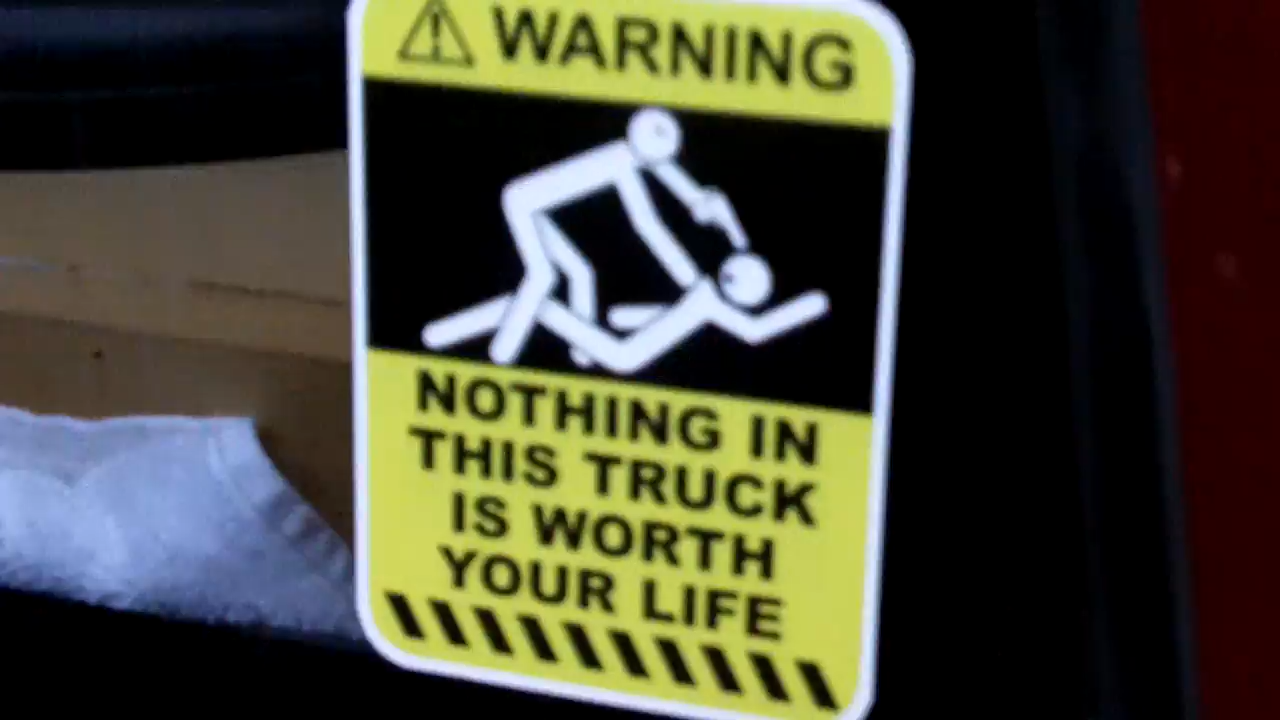 WARNING
NOTHING IN
THIS TRUCK
IS WORTH
YOUR LIFE